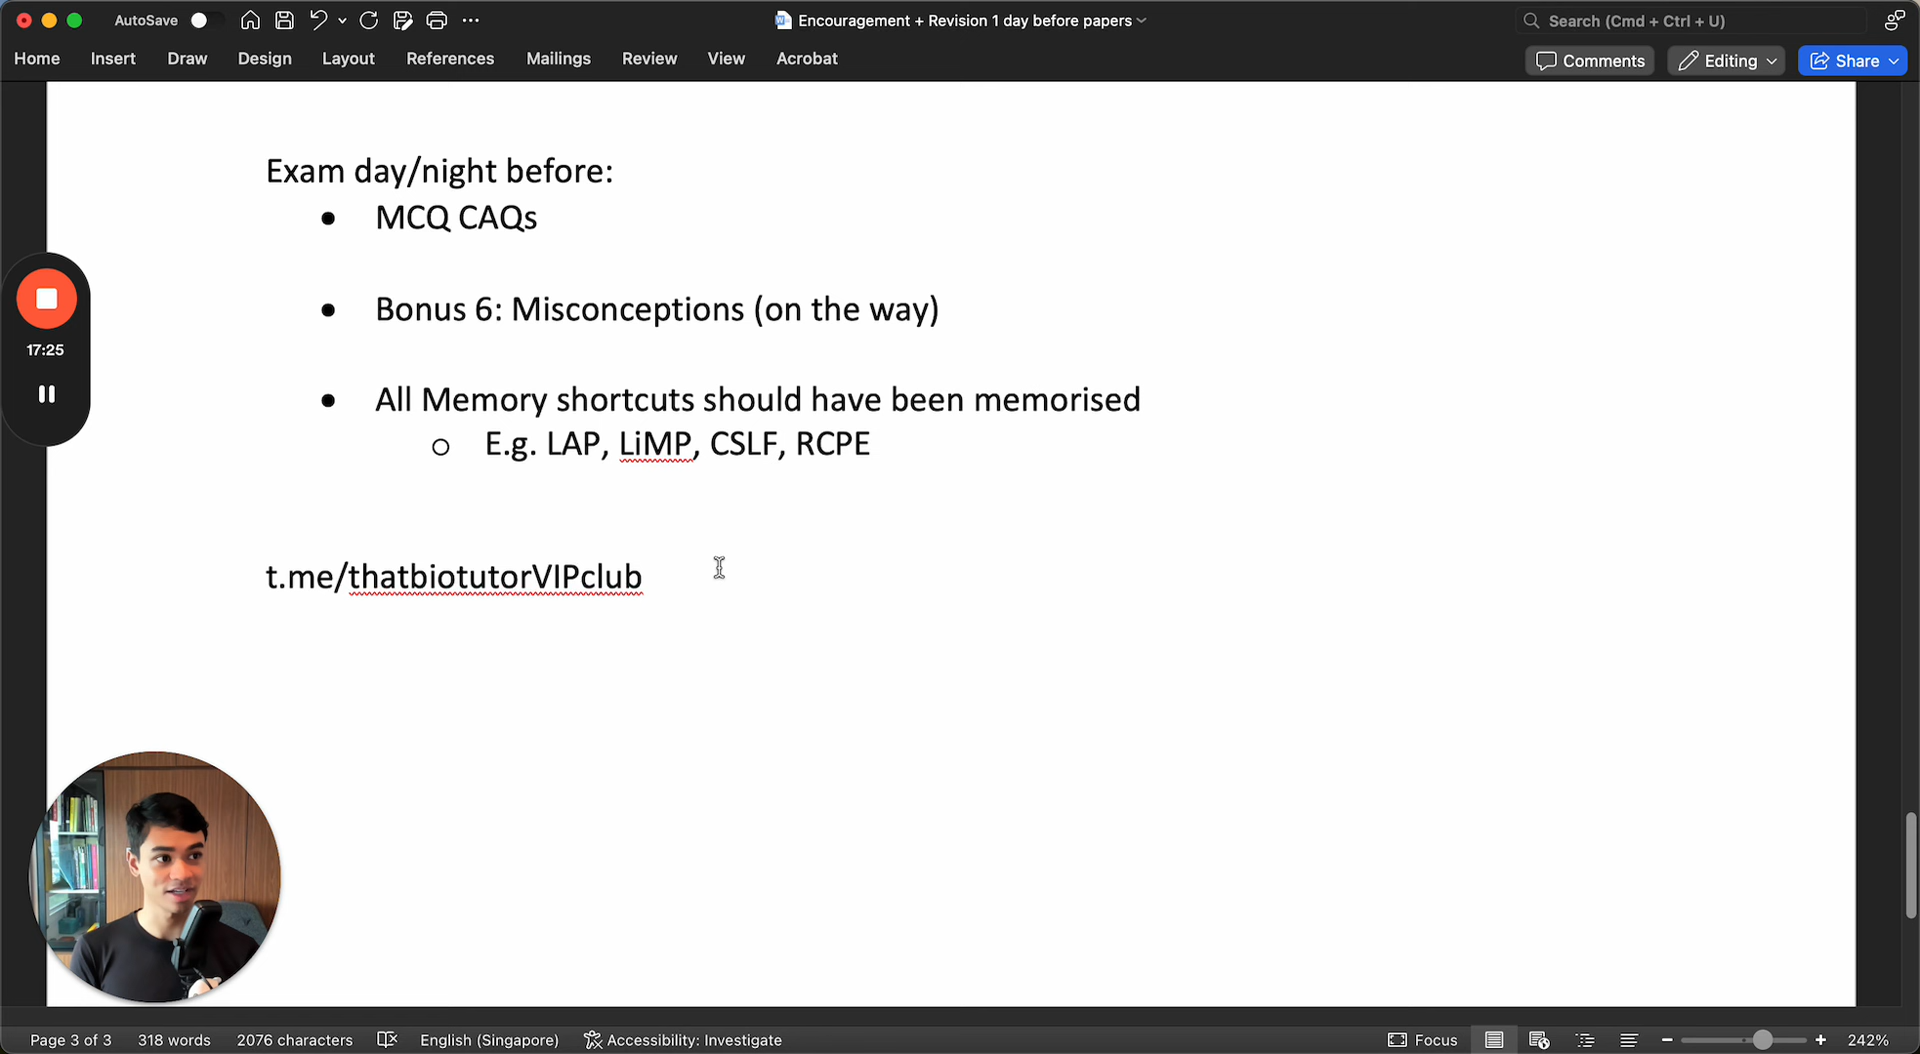 AutoSave
Encouragement + Revision 1 day before papers
Search (Cmd + Ctrl + U)
Home Insert Draw Design Layout References Mailings Review View Acrobat
Comments Editing Share
Exam day/night before:
• MCQ CAQs
• Bonus 6: Misconceptions (on the way)
17:25
• All Memory shortcuts should have been memorised
o E.g. LAP, LiMP, CSLF, RCPE
t.me/thatbiotutorVIPclub
Page 3 of 3 318 words 2076 characters English (Singapore) Accessibility: Investigate Focus 242%